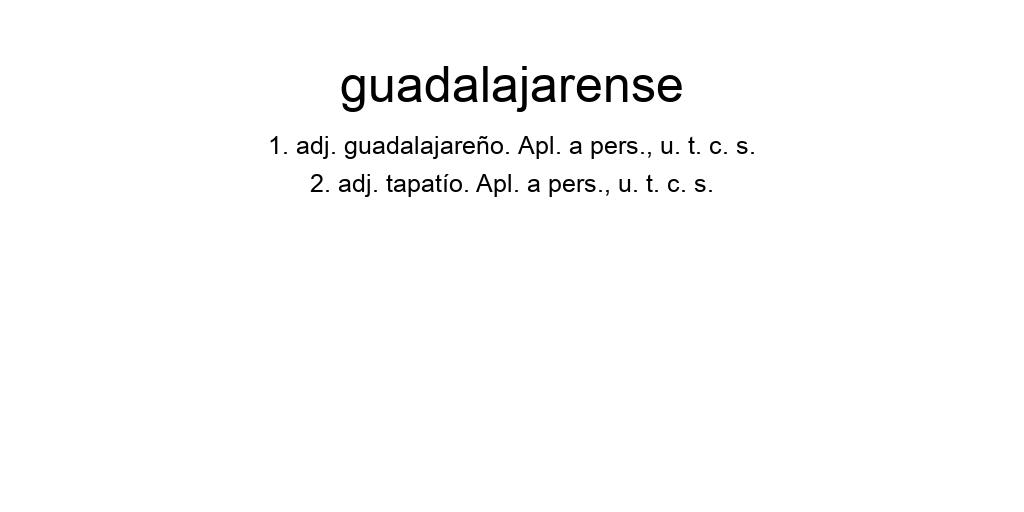 guadalajarense
1. adj. guadalajareño. Apl. a pers., u. t. c. s.
2. adj. tapatío. Apl. a pers., u. t. c. s.